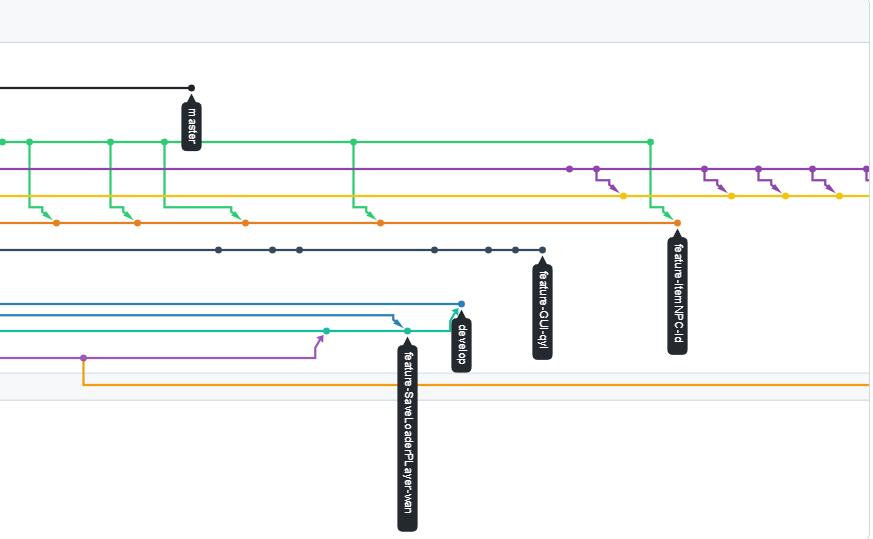 master
feature-ItemNPC-ld
feature-GUI-qyl
develop
feature-SaveLoaderPLayer-wan